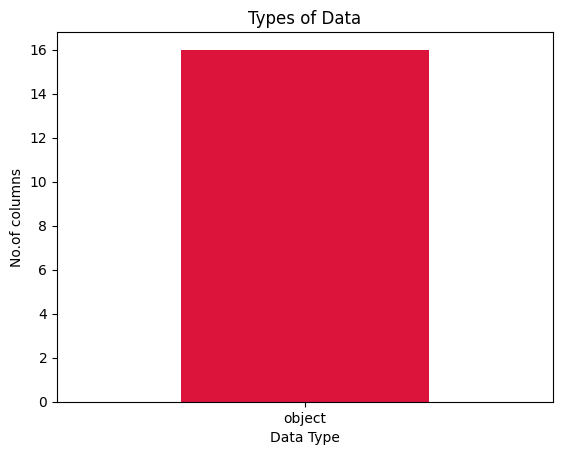 Types of Data
16
14
12
10
8
6
4
2
0
No.of columns
object
Data Type